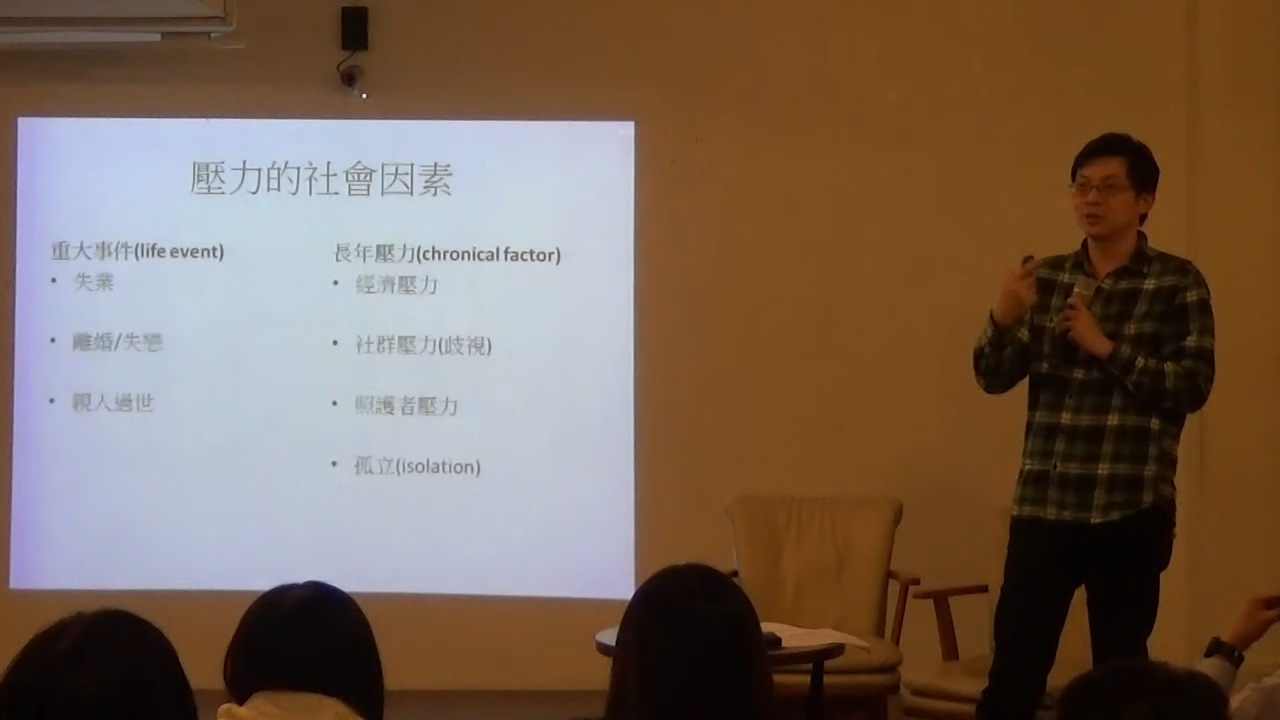 壓力的社會因素
重大事件(life event)
• 失業
• 離婚/失戀
• 親人過世
長年壓力(chronical factor)
• 經濟壓力
• 社群壓力(歧視)
• 照護者壓力
• 孤立(isolation)